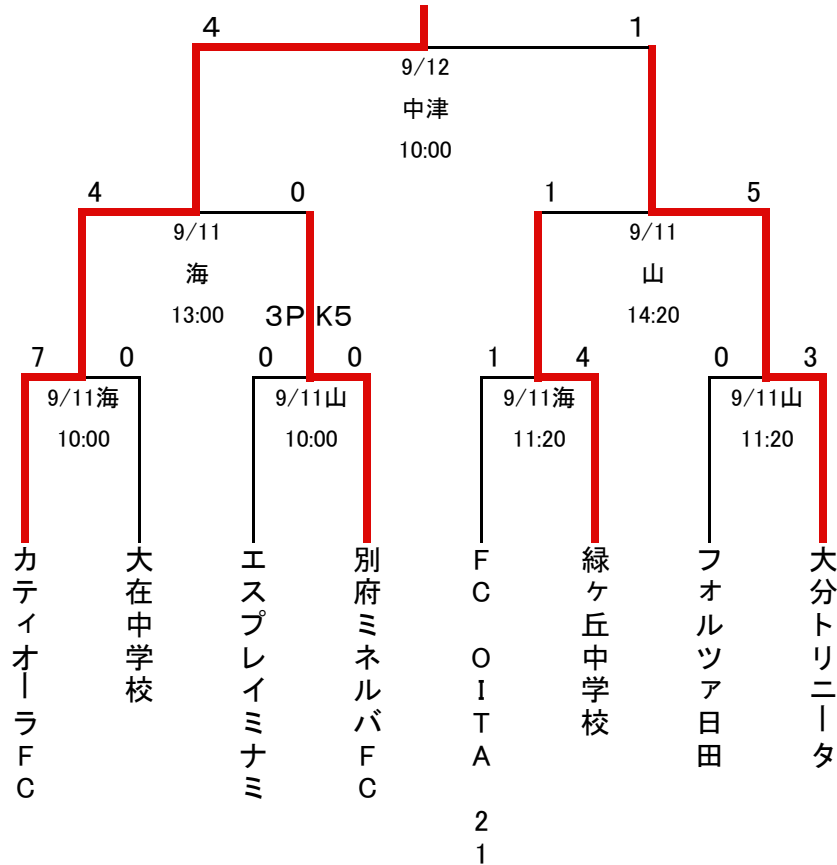 4 1
9/12
中津
10:00
4 0 1 5
9/11 9/11
海 山
13:00 14:20
3PK5
7 0 0 0 1 4 0 3
9/11海 9/11山 9/11海 9/11山
10:00 10:00 11:20 11:20
カティオーラFC
大在中学校
エスプレイミナミ
別府ミネルバFC
FC OITA 21
緑ヶ丘中学校
フォルツァ日田
大分トリニータ